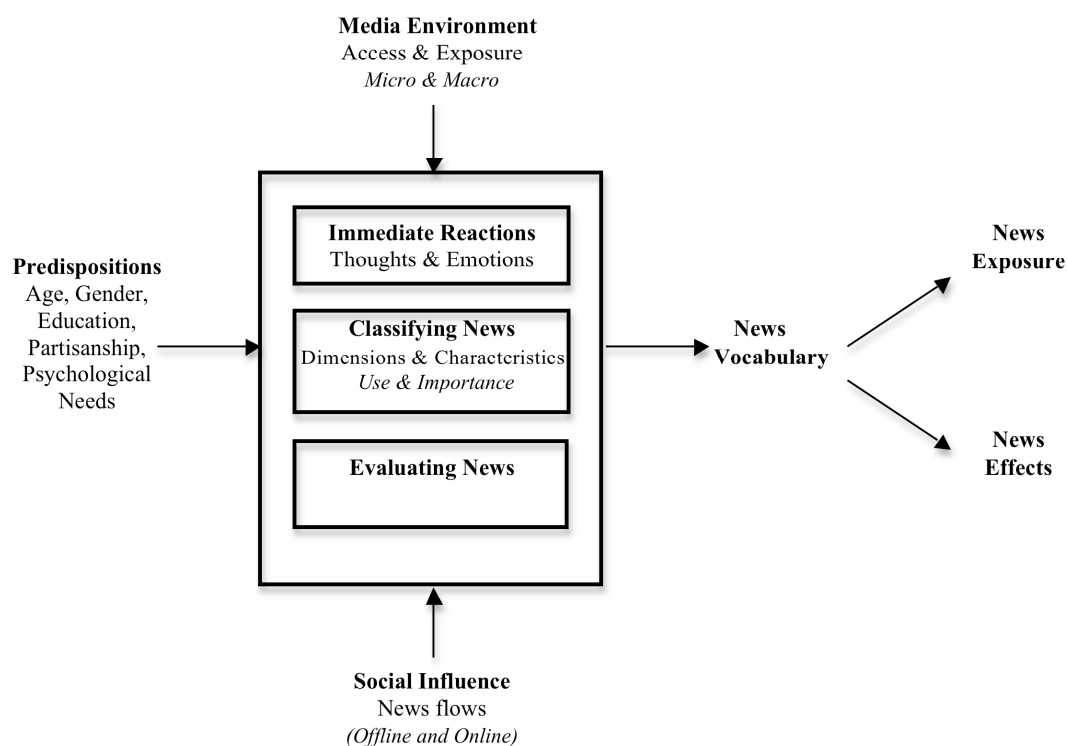 Media Environment
Access & Exposure
Micro & Macro
Predispositions
Age, Gender,
Education,
Partisanship,
Psychological
Needs
Immediate Reactions
Thoughts & Emotions
Classifying News
Dimensions & Characteristics
Use & Importance
Evaluating News
Social Influence
News flows
(Offline and Online)
News
Vocabulary
News
Exposure
News
Effects